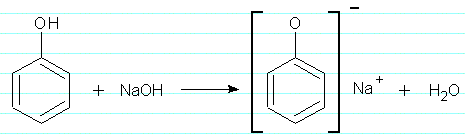 OH
+ NaOH
O
−
Na+ + H2O